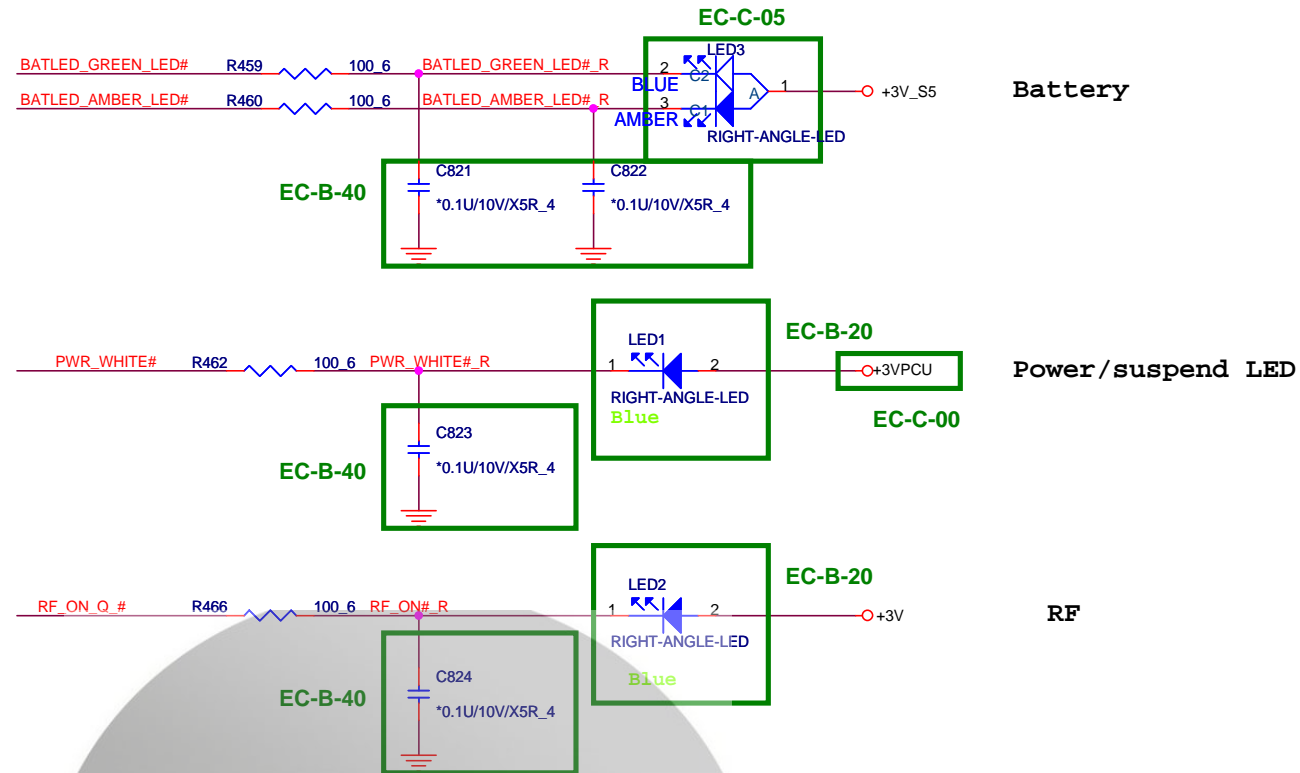 EC-C-05
LED3
BATLED_GREEN_LED# R459 100_6 BATLED_GREEN_LED#_R 2 C2
BLUE
A 1 +3V_S5 Battery
BATLED_AMBER_LED# R460 100_6 BATLED_AMBER_LED#_R 3 C1
AMBER
RIGHT-ANGLE-LED
EC-B-40
C821 C822
*0.1U/10V/X5R_4 *0.1U/10V/X5R_4
EC-B-20
LED1
PWR_WHITE# R462 100_6 PWR_WHITE#_R 1 2 +3VPCU Power/suspend LED
RIGHT-ANGLE-LED
Blue
EC-C-00
C823
EC-B-40
*0.1U/10V/X5R_4
EC-B-20
LED2
RF_ON_Q_# R466 100_6 RF_ON#_R 1 2 +3V RF
RIGHT-ANGLE-LED
Blue
C824
EC-B-40
*0.1U/10V/X5R_4